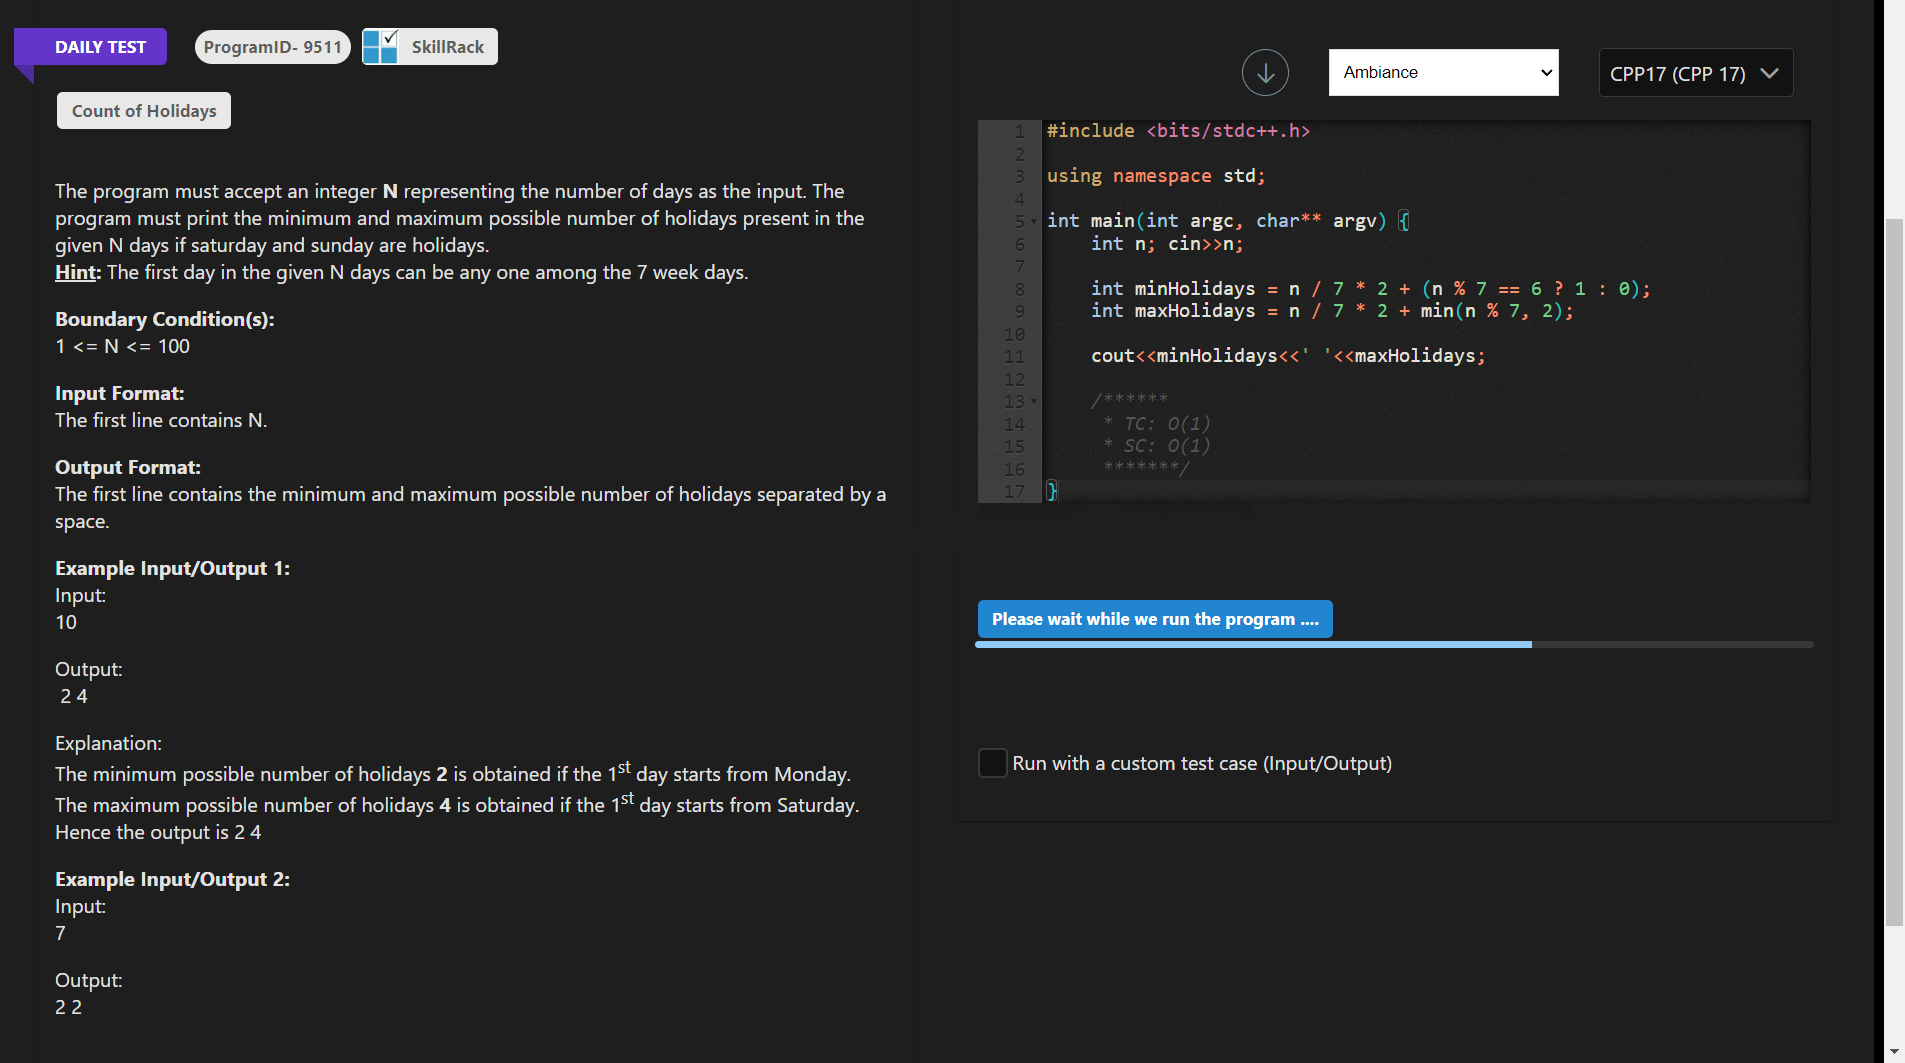 DAILY TEST
ProgramID- 9511
SkillRack
Count of Holidays
The program must accept an integer N representing the number of days as the input. The
program must print the minimum and maximum possible number of holidays present in the
given N days if saturday and sunday are holidays.
Hint: The first day in the given N days can be any one among the 7 week days.
Boundary Condition(s):
1 <= N <= 100
Input Format:
The first line contains N.
Output Format:
The first line contains the minimum and maximum possible number of holidays separated by a
space.
Example Input/Output 1:
Input:
10
Output:
2 4
Explanation:
The minimum possible number of holidays 2 is obtained if the 1st day starts from Monday.
The maximum possible number of holidays 4 is obtained if the 1st day starts from Saturday.
Hence the output is 2 4
Example Input/Output 2:
Input:
7
Output:
2 2
Ambiance
CPP17 (CPP 17)
1 #include <bits/stdc++.h>
2
3 using namespace std;
4
5 int main(int argc, char** argv) {
6     int n; cin>>n;
7
8     int minHolidays = n / 7 * 2 + (n % 7 == 6 ? 1 : 0);
9     int maxHolidays = n / 7 * 2 + min(n % 7, 2);
10
11     cout<<minHolidays<<' '<<maxHolidays;
12
13     /******
14      * TC: O(1)
15      * SC: O(1)
16      *******/
17 }
Please wait while we run the program ....
Run with a custom test case (Input/Output)